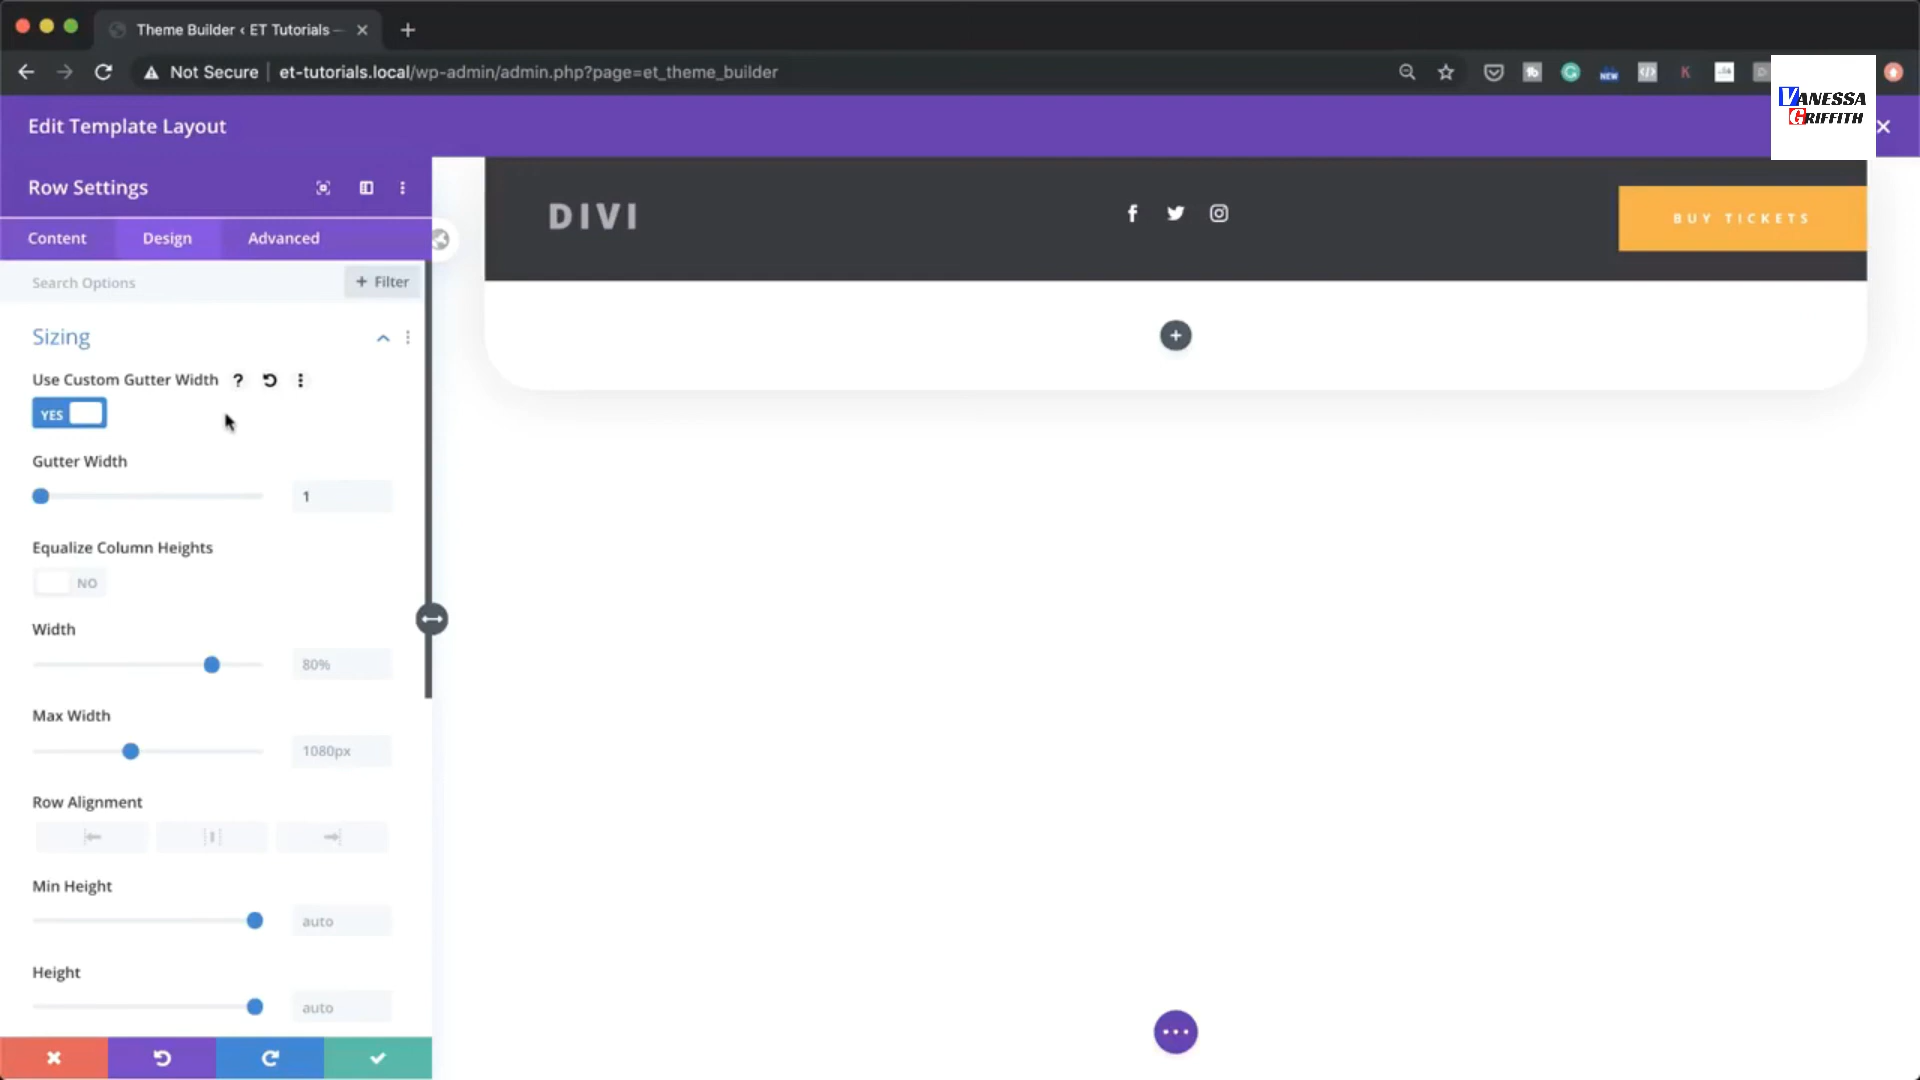 Theme Builder ‹ ET Tutorials —
Not Secure | et-tutorials.local/wp-admin/admin.php?page=et_theme_builder
NEW
K
VANESSA
GRIFFITH
Edit Template Layout
Row Settings
Content Design Advanced
Search Options
+ Filter
Sizing
Use Custom Gutter Width ?
YES
Gutter Width
1
Equalize Column Heights
NO
Width
80%
Max Width
1080px
Row Alignment
Min Height
auto
Height
auto
DIVI
BUY TICKETS